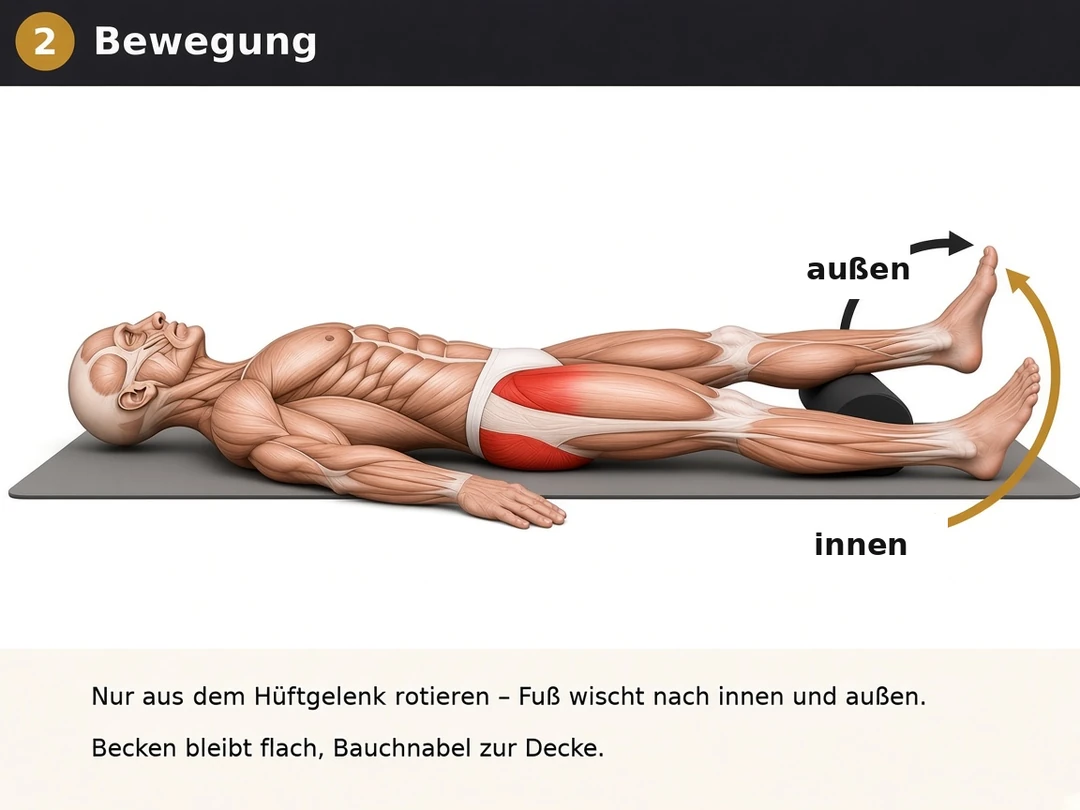 2 Bewegung
außen
innen
Nur aus dem Hüftgelenk rotieren – Fuß wischt nach innen und außen.
Becken bleibt flach, Bauchnabel zur Decke.